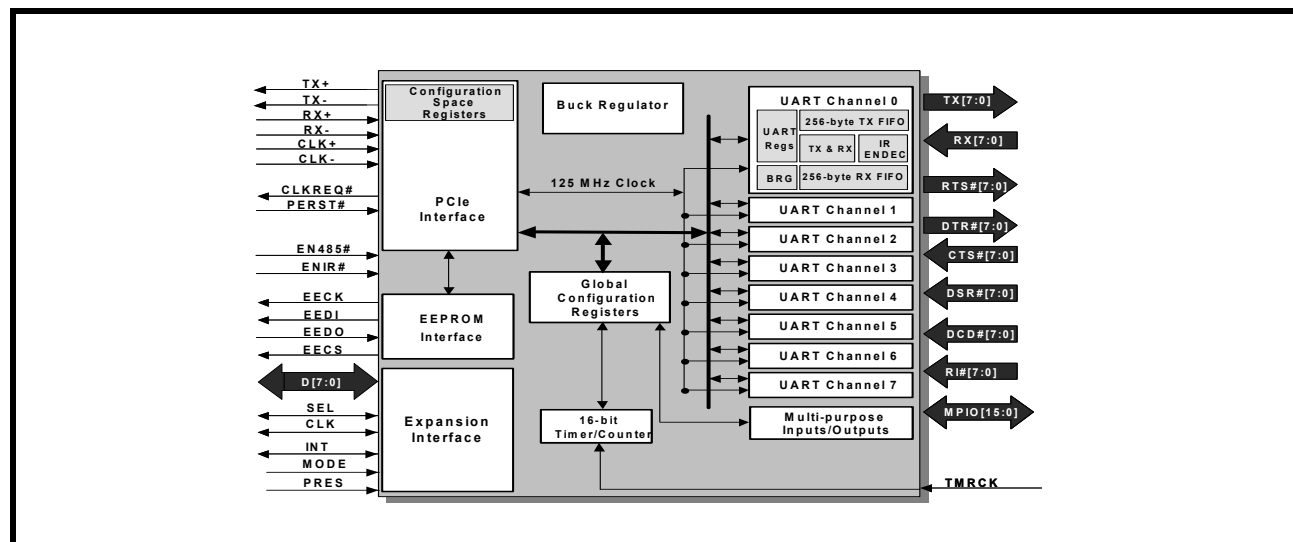 TX+
TX-
RX+
RX-
CLK+
CLK-
CLKREQ#
PERST#
EN485#
ENIR#
EECK
EEDI
EEDO
EECS
D[7:0]
SEL
CLK
INT
MODE
PRES
Configuration
Space
Registers
PCIe
Interface
EEPROM
Interface
Expansion
Interface
Buck Regulator
125 MHz Clock
Global
Configuration
Registers
16-bit
Timer/Counter
UART Channel 0
UART
Regs
256-byte TX FIFO
TX & RX
IR
ENDEC
BRG
256-byte RX FIFO
UART Channel 1
UART Channel 2
UART Channel 3
UART Channel 4
UART Channel 5
UART Channel 6
UART Channel 7
Multi-purpose
Inputs/Outputs
TX[7:0]
RX[7:0]
RTS#[7:0]
DTR#[7:0]
CTS#[7:0]
DSR#[7:0]
DCD#[7:0]
RI#[7:0]
MPIO[15:0]
TMRCK